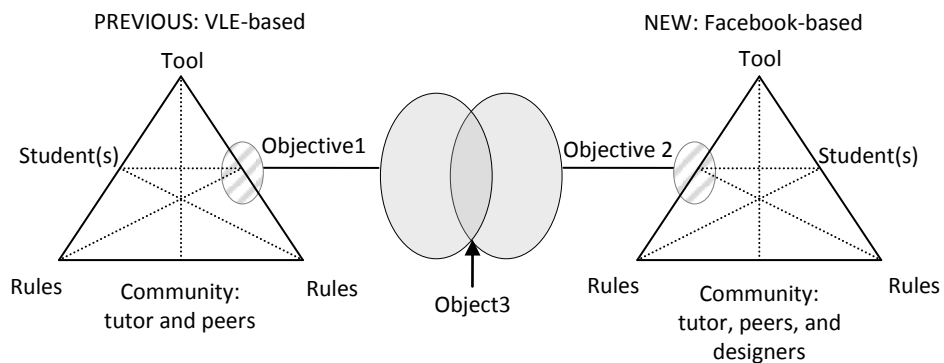 PREVIOUS: VLE-based
Tool
Student(s)
Objective1
Rules
Community:
tutor and peers
Rules
Object3
NEW: Facebook-based
Tool
Objective 2
Student(s)
Rules
Community:
tutor, peers, and
designers
Rules